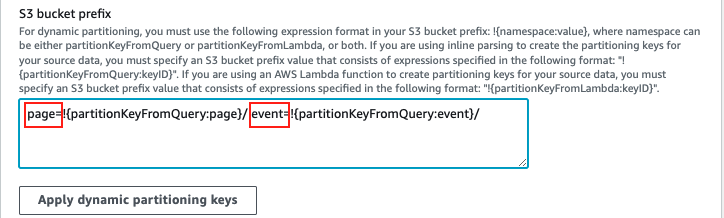 S3 bucket prefix
For dynamic partitioning, you must use the following expression format in your S3 bucket prefix: !{namespace:value}, where namespace can
be either partitionKeyFromQuery or partitionKeyFromLambda, or both. If you are using inline parsing to create the partitioning keys for
your source data, you must specify an S3 bucket prefix value that consists of expressions specified in the following format: "!
{partitionKeyFromQuery:keyID}". If you are using an AWS Lambda function to create partitioning keys for your source data, you must
specify an S3 bucket prefix value that consists of expressions specified in the following format: "!{partitionKeyFromLambda:keyID}".
page=!{partitionKeyFromQuery:page}/ event=!{partitionKeyFromQuery:event}/
Apply dynamic partitioning keys